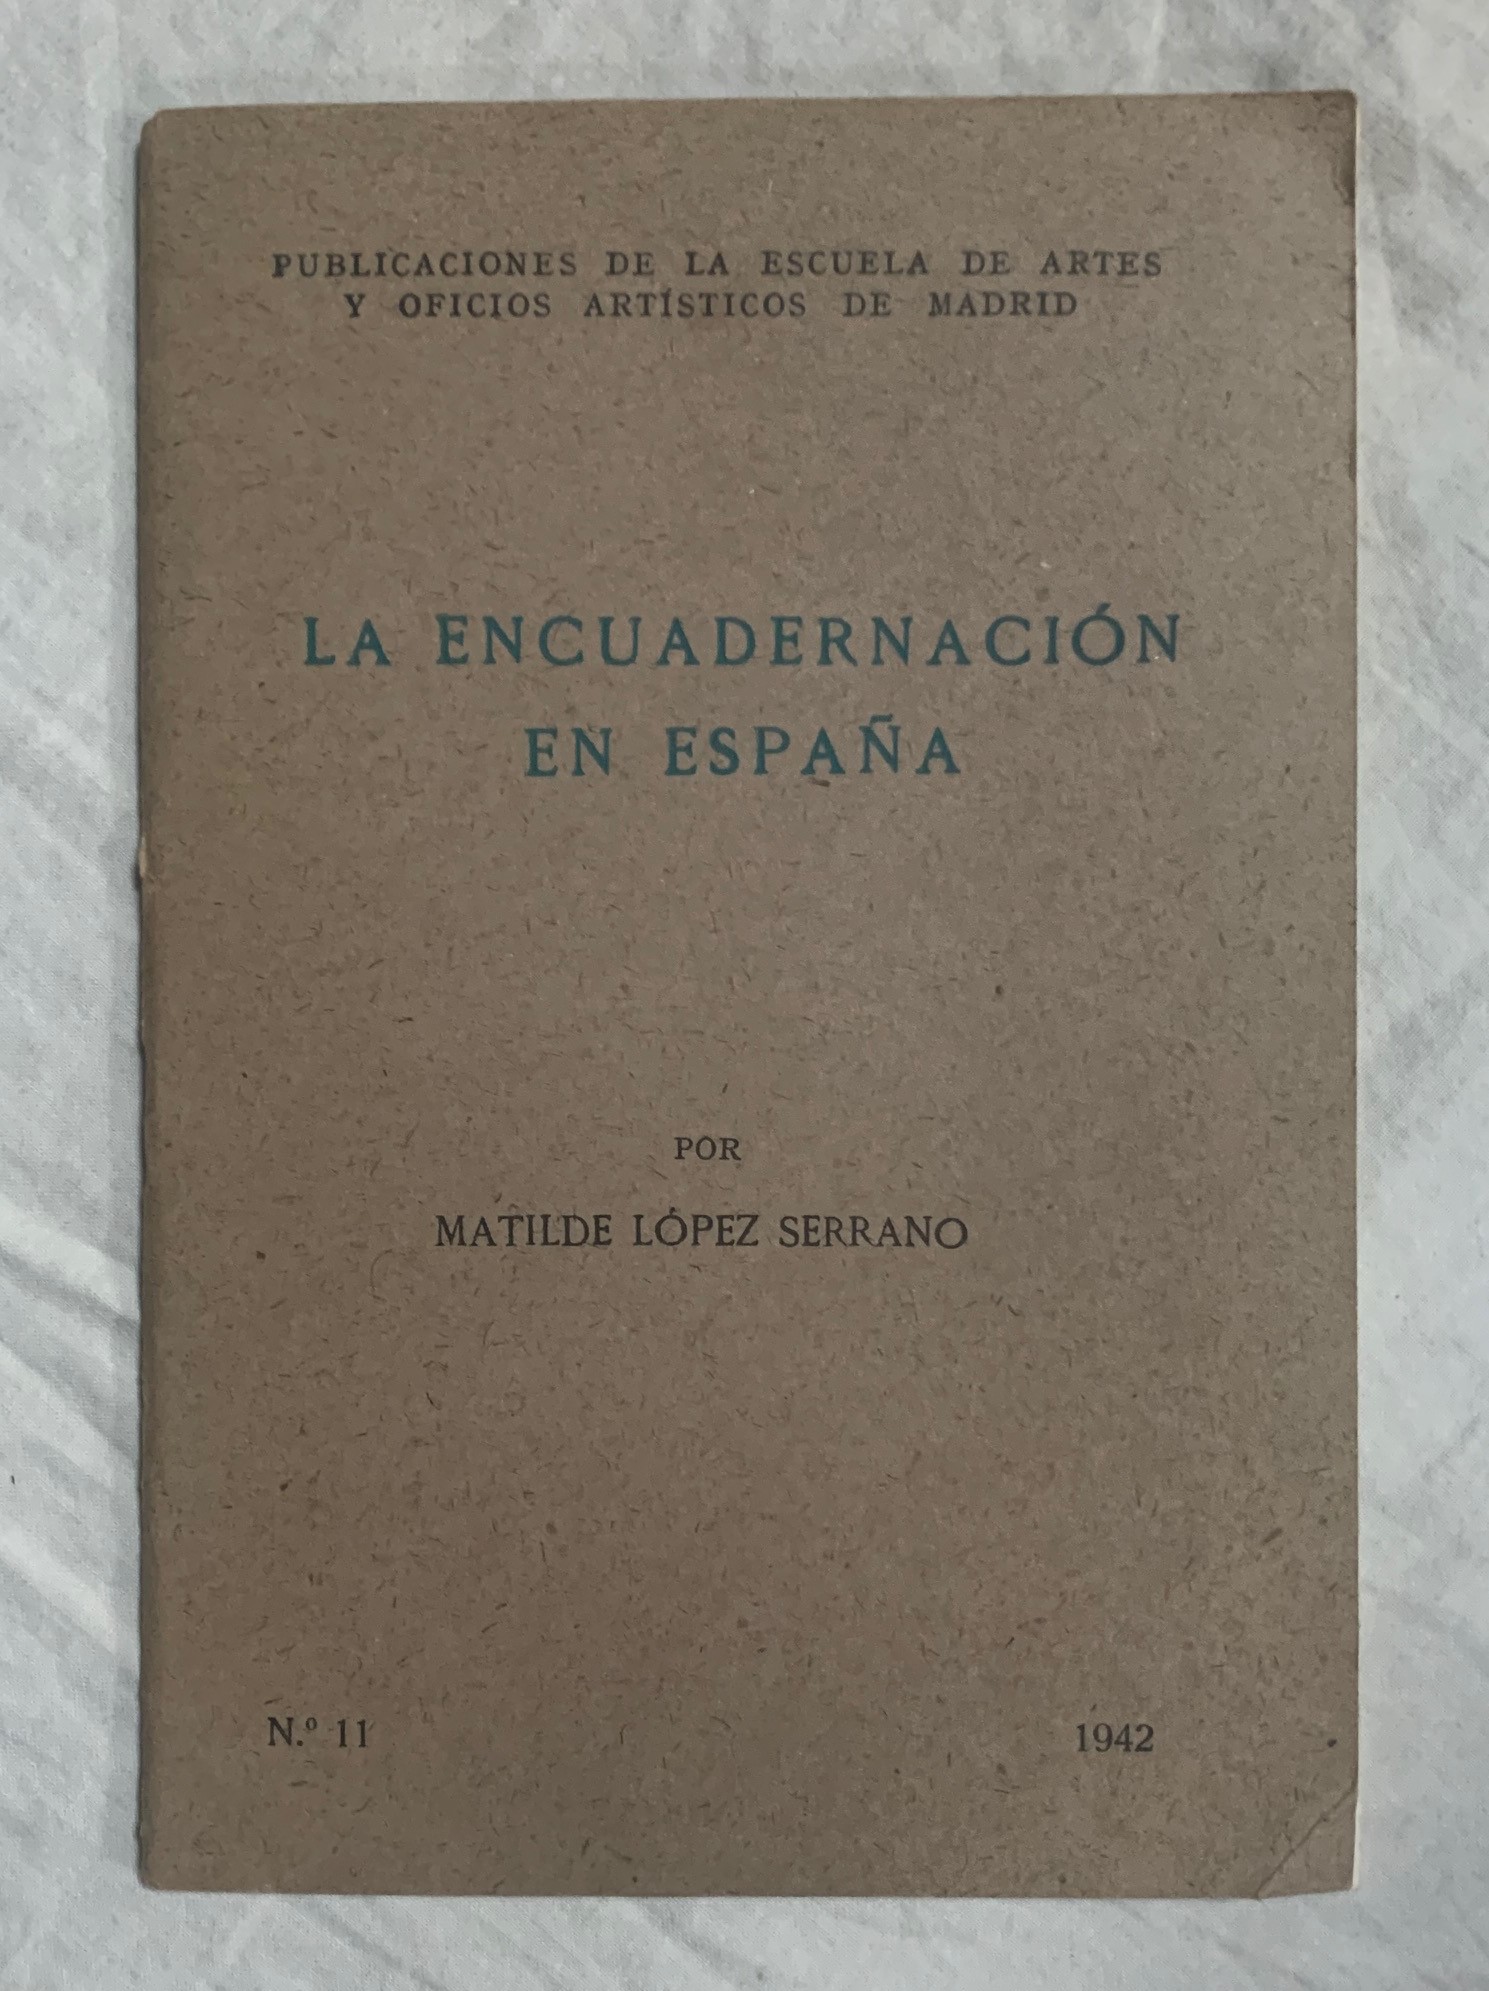 PUBLICACIONES DE LA ESCUELA DE ARTES
Y OFICIOS ARTÍSTICOS DE MADRID
LA ENCUADERNACIÓN
EN ESPAÑA
POR
MATILDE LÓPEZ SERRANO
N.º 11
1942